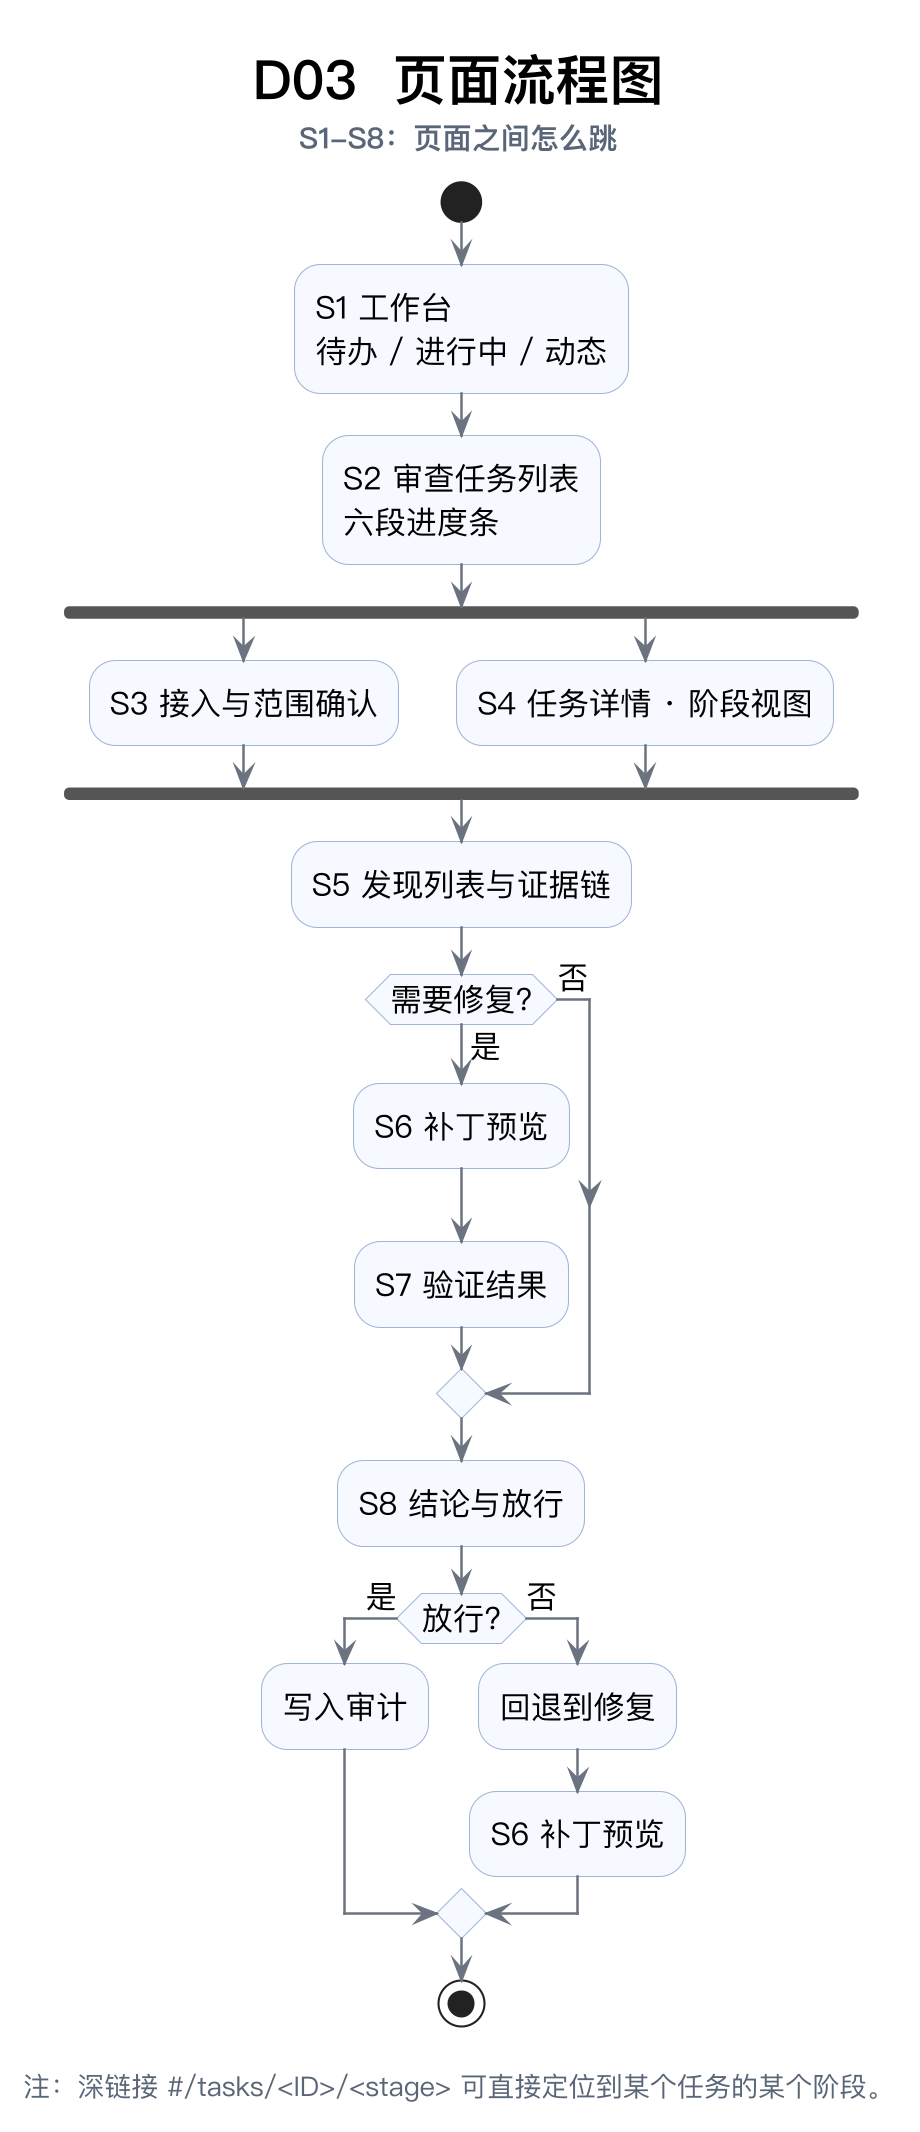 D03 页面流程图
S1–S8：页面之间怎么跳
S1 工作台
待办 / 进行中 / 动态
S2 审查任务列表
六段进度条
S3 接入与范围确认
S4 任务详情 · 阶段视图
S5 发现列表与证据链
需要修复?
否
是
S6 补丁预览
S7 验证结果
S8 结论与放行
是
放行?
否
写入审计
回退到修复
S6 补丁预览
注：深链接 #/tasks/<ID>/<stage> 可直接定位到某个任务的某个阶段。